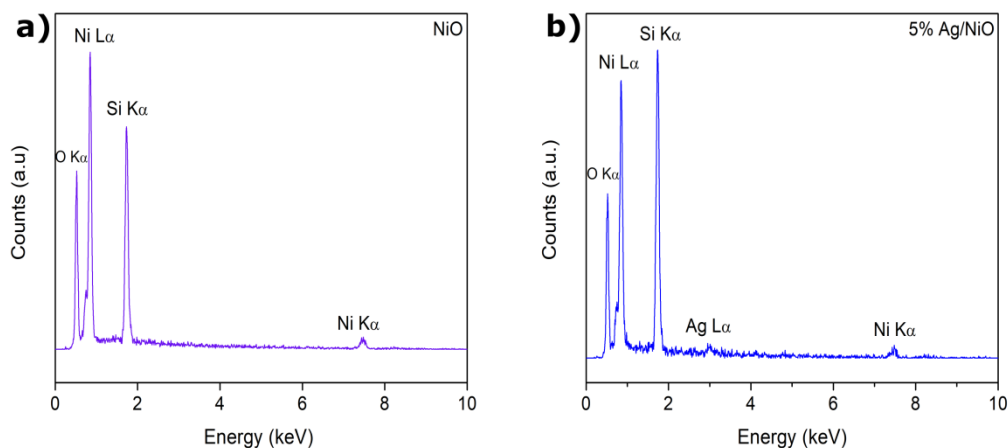 a)
NiO
Ni Lα
Si Kα
O Kα
Ni Kα
Counts (a.u)
0 2 4 6 8 10
Energy (keV)
b)
5% Ag/NiO
Si Kα
Ni Lα
O Kα
Ag Lα
Ni Kα
Counts (a.u.)
0 2 4 6 8 10
Energy (keV)